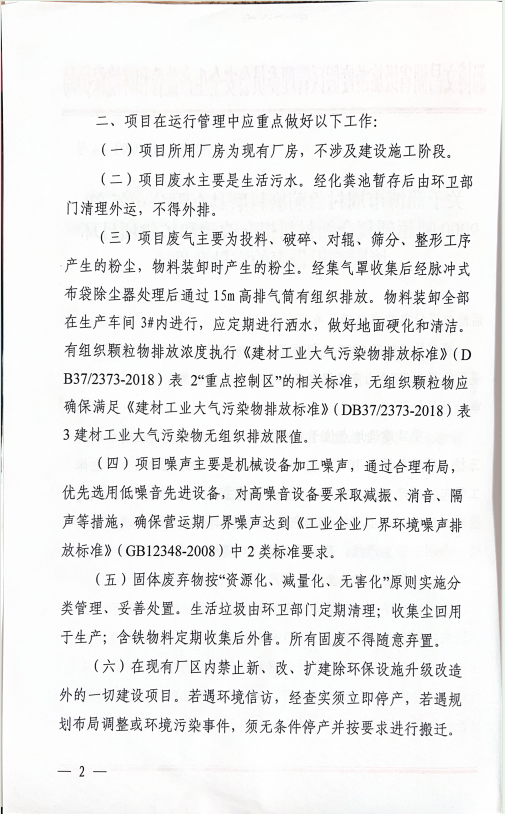 二、项目在运行管理中应重点做好以下工作：
（一）项目所用厂房为现有厂房，不涉及建设施工阶段。
（二）项目废水主要是生活污水。经化粪池暂存后由环卫部
门清理外运，不得外排。
（三）项目废气主要为投料、破碎、对辊、筛分、整形工序
产生的粉尘，物料装卸时产生的粉尘。经集气罩收集后经脉冲式
布袋除尘器处理后通过 15m 高排气筒有组织排放。物料装卸全部
在生产车间 3#内进行，应定期进行洒水，做好地面硬化和清洁。
有组织颗粒物排放浓度执行《建材工业大气污染物排放标准》（D
B37/2373-2018）表 2“重点控制区”的相关标准，无组织颗粒物应
确保满足《建材工业大气污染物排放标准》（DB37/2373-2018）表
3 建材工业大气污染物无组织排放限值。
（四）项目噪声主要是机械设备加工噪声，通过合理布局，
优先选用低噪音先进设备，对高噪音设备要采取减振、消音、隔
声等措施，确保营运期厂界噪声达到《工业企业厂界环境噪声排
放标准》（GB12348-2008）中 2 类标准要求。
（五）固体废弃物按“资源化、减量化、无害化”原则实施分
类管理、妥善处置。生活垃圾由环卫部门定期清理；收集尘回用
于生产；含铁物料定期收集后外售。所有固废不得随意弃置。
（六）在现有厂区内禁止新、改、扩建除环保设施升级改造
外的一切建设项目。若遇环境信访，经查实须立即停产，若遇规
划布局调整或环境污染事件，须无条件停产并按要求进行搬迁。
— 2 —